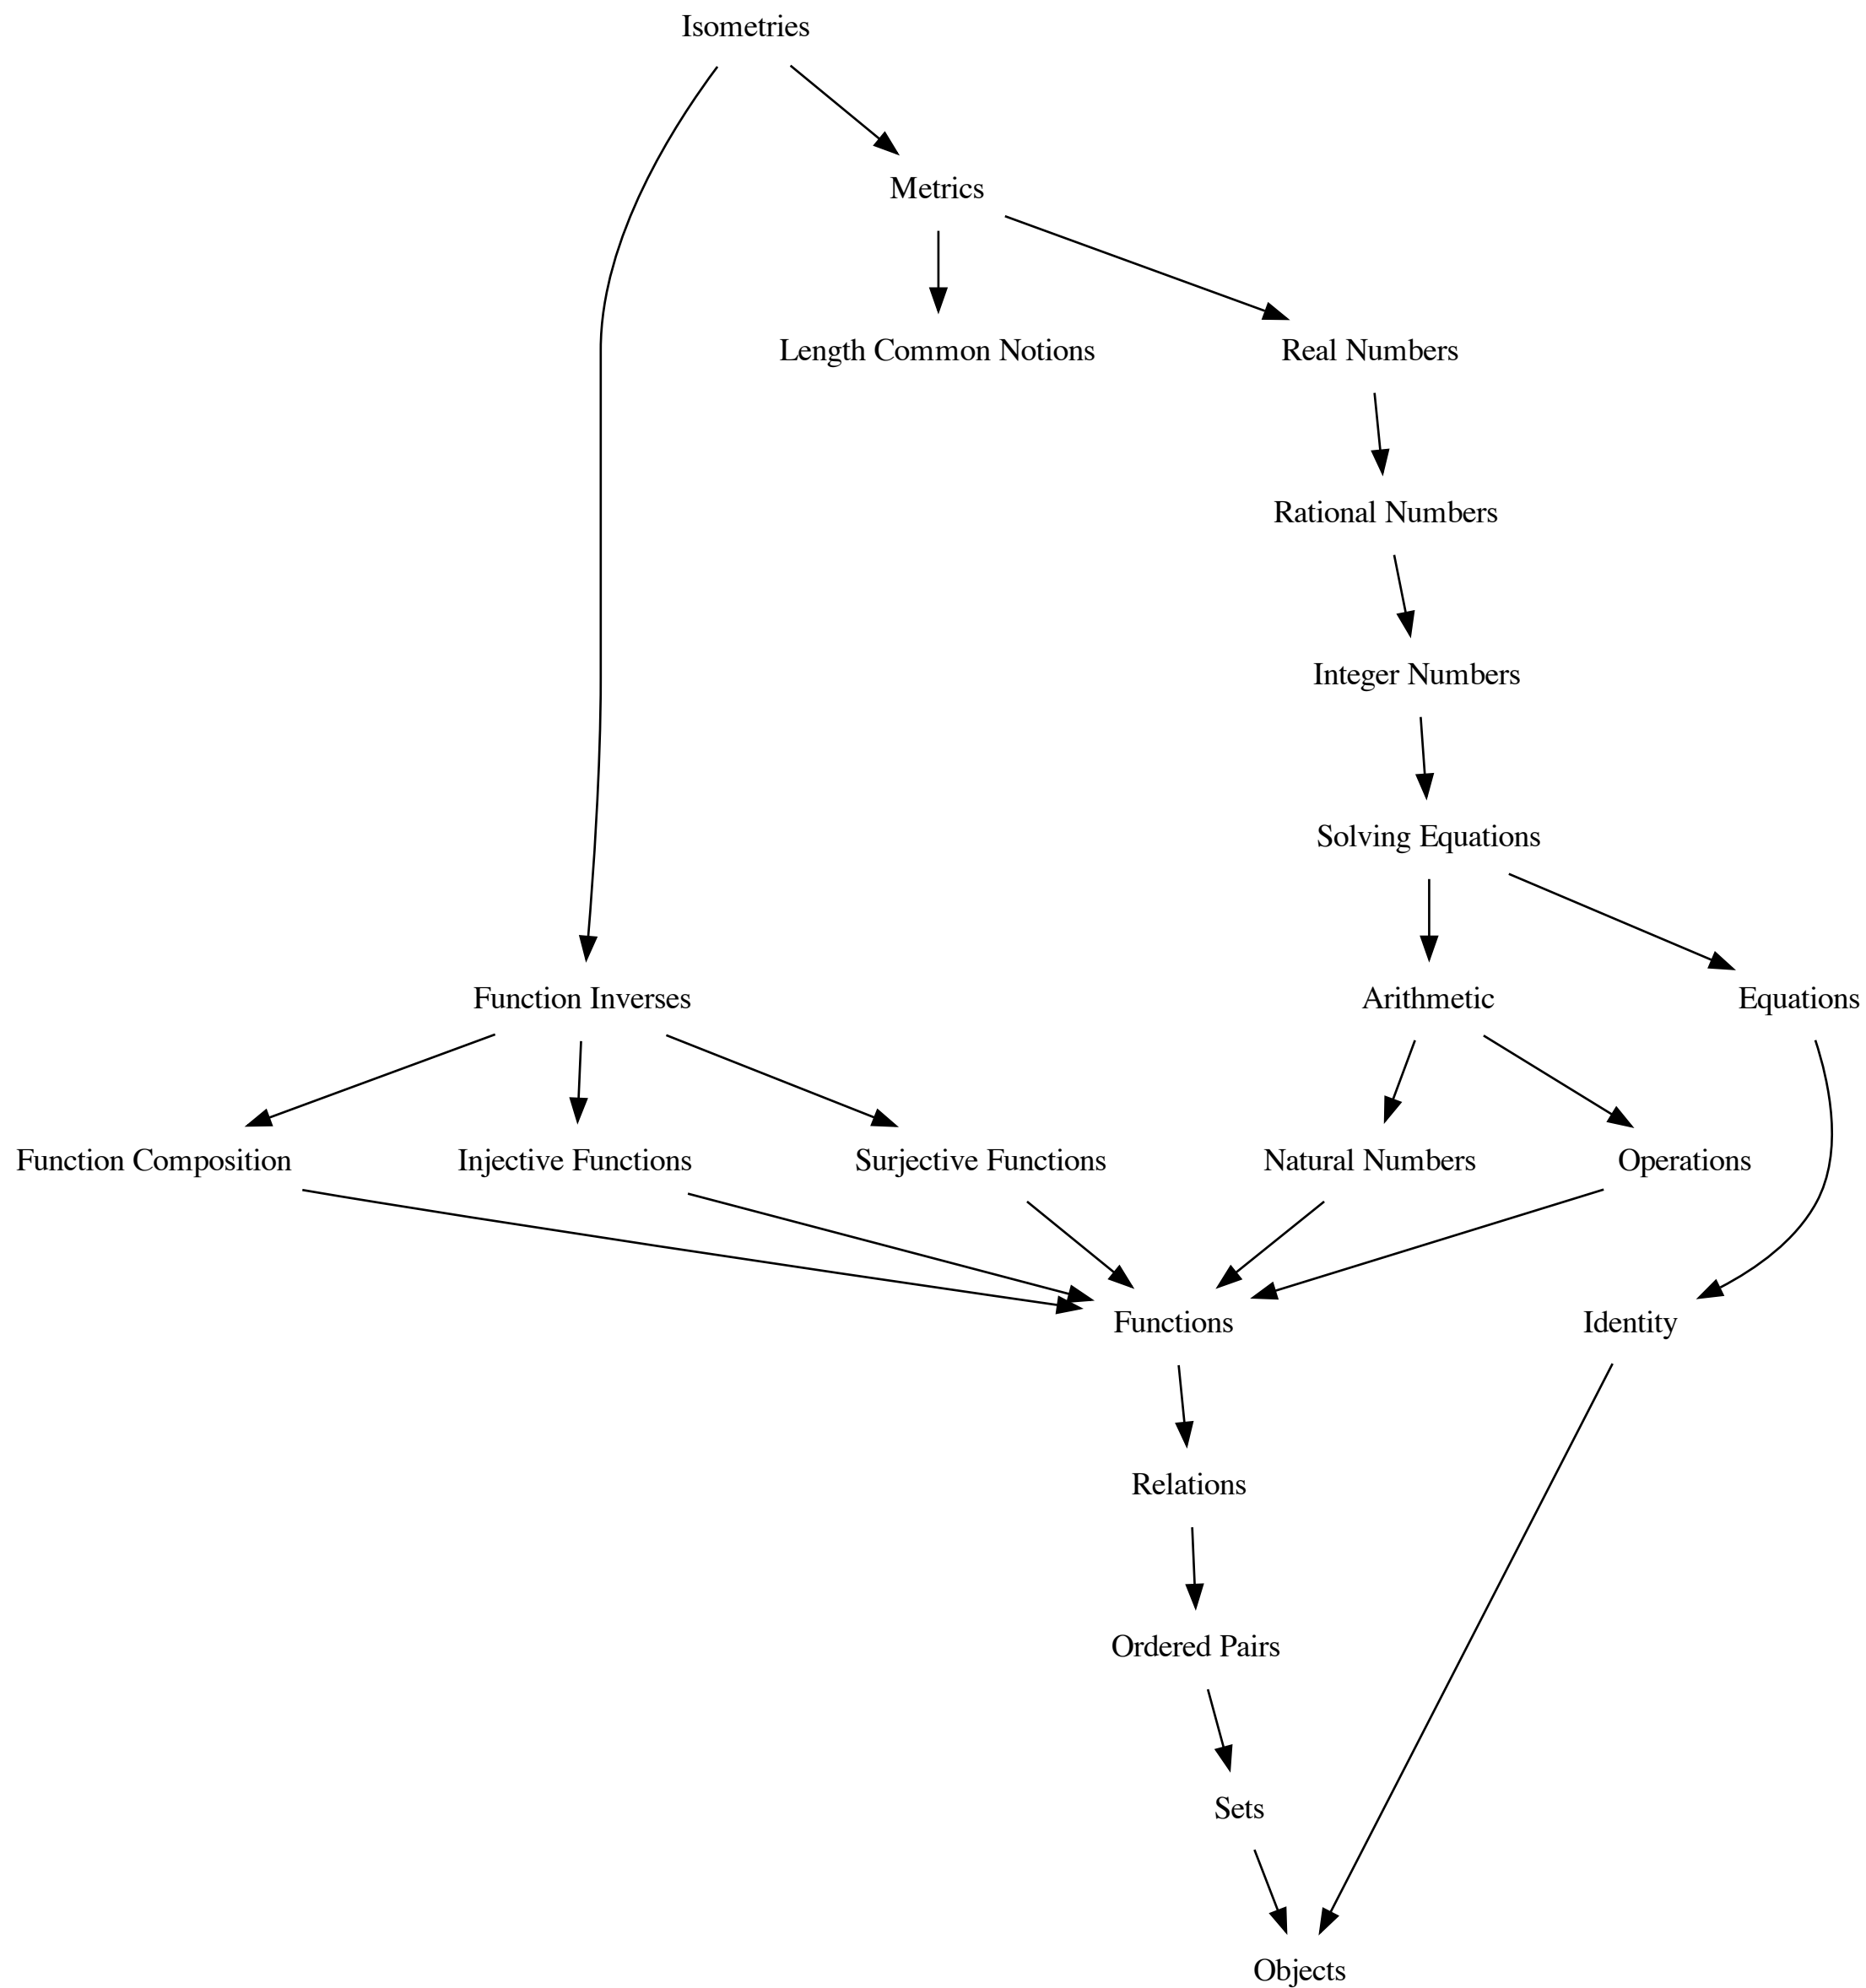 Isometries
Metrics
Length Common Notions
Real Numbers
Rational Numbers
Integer Numbers
Solving Equations
Function Inverses
Arithmetic
Equations
Function Composition
Injective Functions
Surjective Functions
Natural Numbers
Operations
Functions
Identity
Relations
Ordered Pairs
Sets
Objects